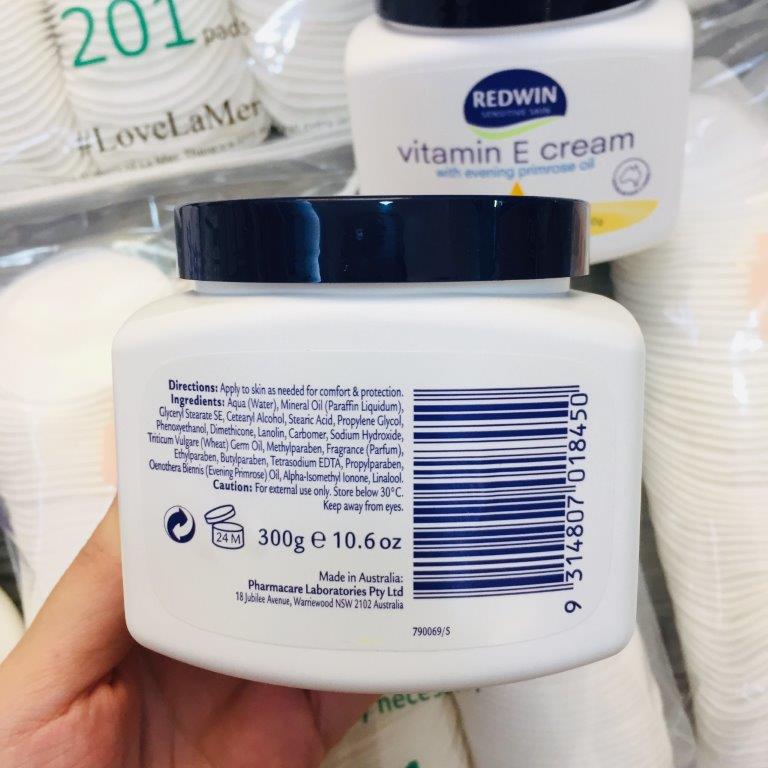 201
pads
#LoveLaMer
REDWIN
SENSITIVE SKIN
vitamin E cream
with evening primrose oil
Directions: Apply to skin as needed for comfort & protection.
Ingredients: Aqua (Water), Mineral Oil (Paraffin Liquidum),
Glyceryl Stearate SE, Cetearyl Alcohol, Stearic Acid, Propylene Glycol,
Phenoxyethanol, Dimethicone, Lanolin, Carbomer, Sodium Hydroxide,
Triticum Vulgare (Wheat) Germ Oil, Methylparaben, Fragrance (Parfum),
Ethylparaben, Butylparaben, Tetrasodium EDTA, Propylparaben,
Oenothera Biennis (Evening Primrose) Oil, Alpha-Isomethyl Ionone, Linalool.
Caution: For external use only. Store below 30°C.
Keep away from eyes.
24 M
300g e 10.6 oz
Made in Australia:
Pharmacare Laboratories Pty Ltd
18 Jubilee Avenue, Warriewood NSW 2102 Australia
790069/S
9 314807 018450